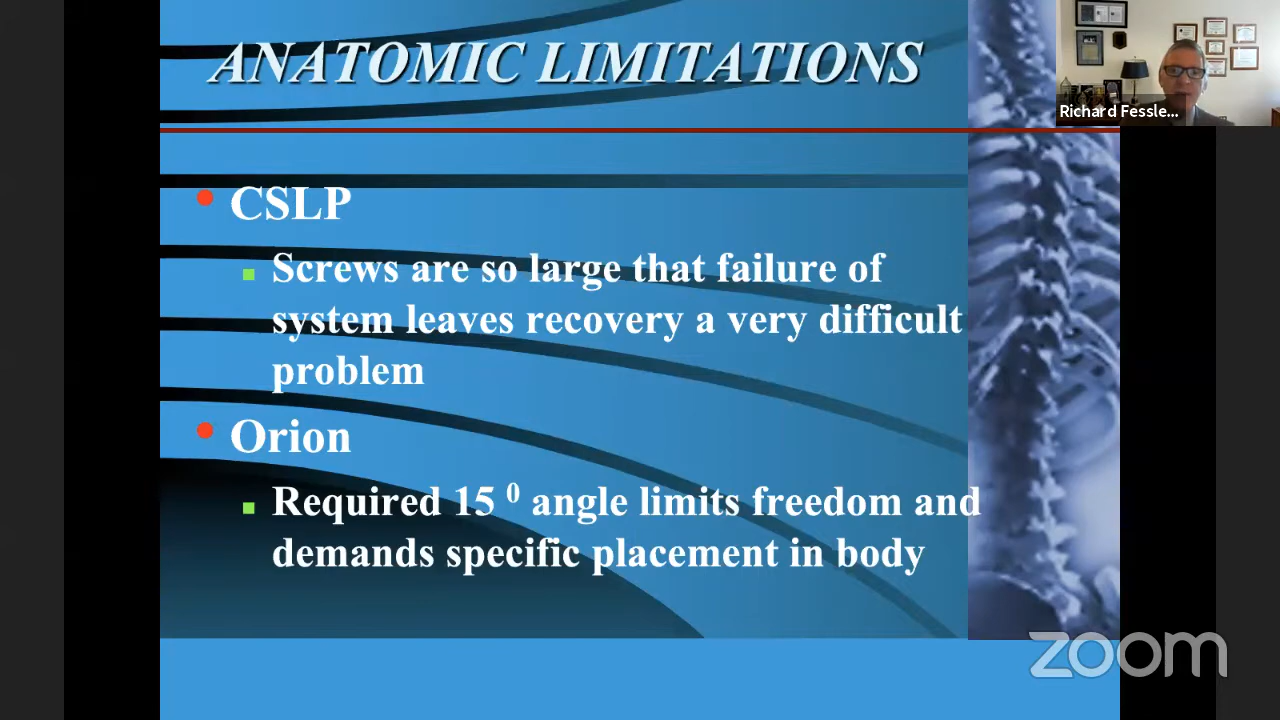 ANATOMIC LIMITATIONS
Richard Fessle...
• CSLP
▪ Screws are so large that failure of
system leaves recovery a very difficult
problem
• Orion
▪ Required 15 ⁰ angle limits freedom and
demands specific placement in body
zoom